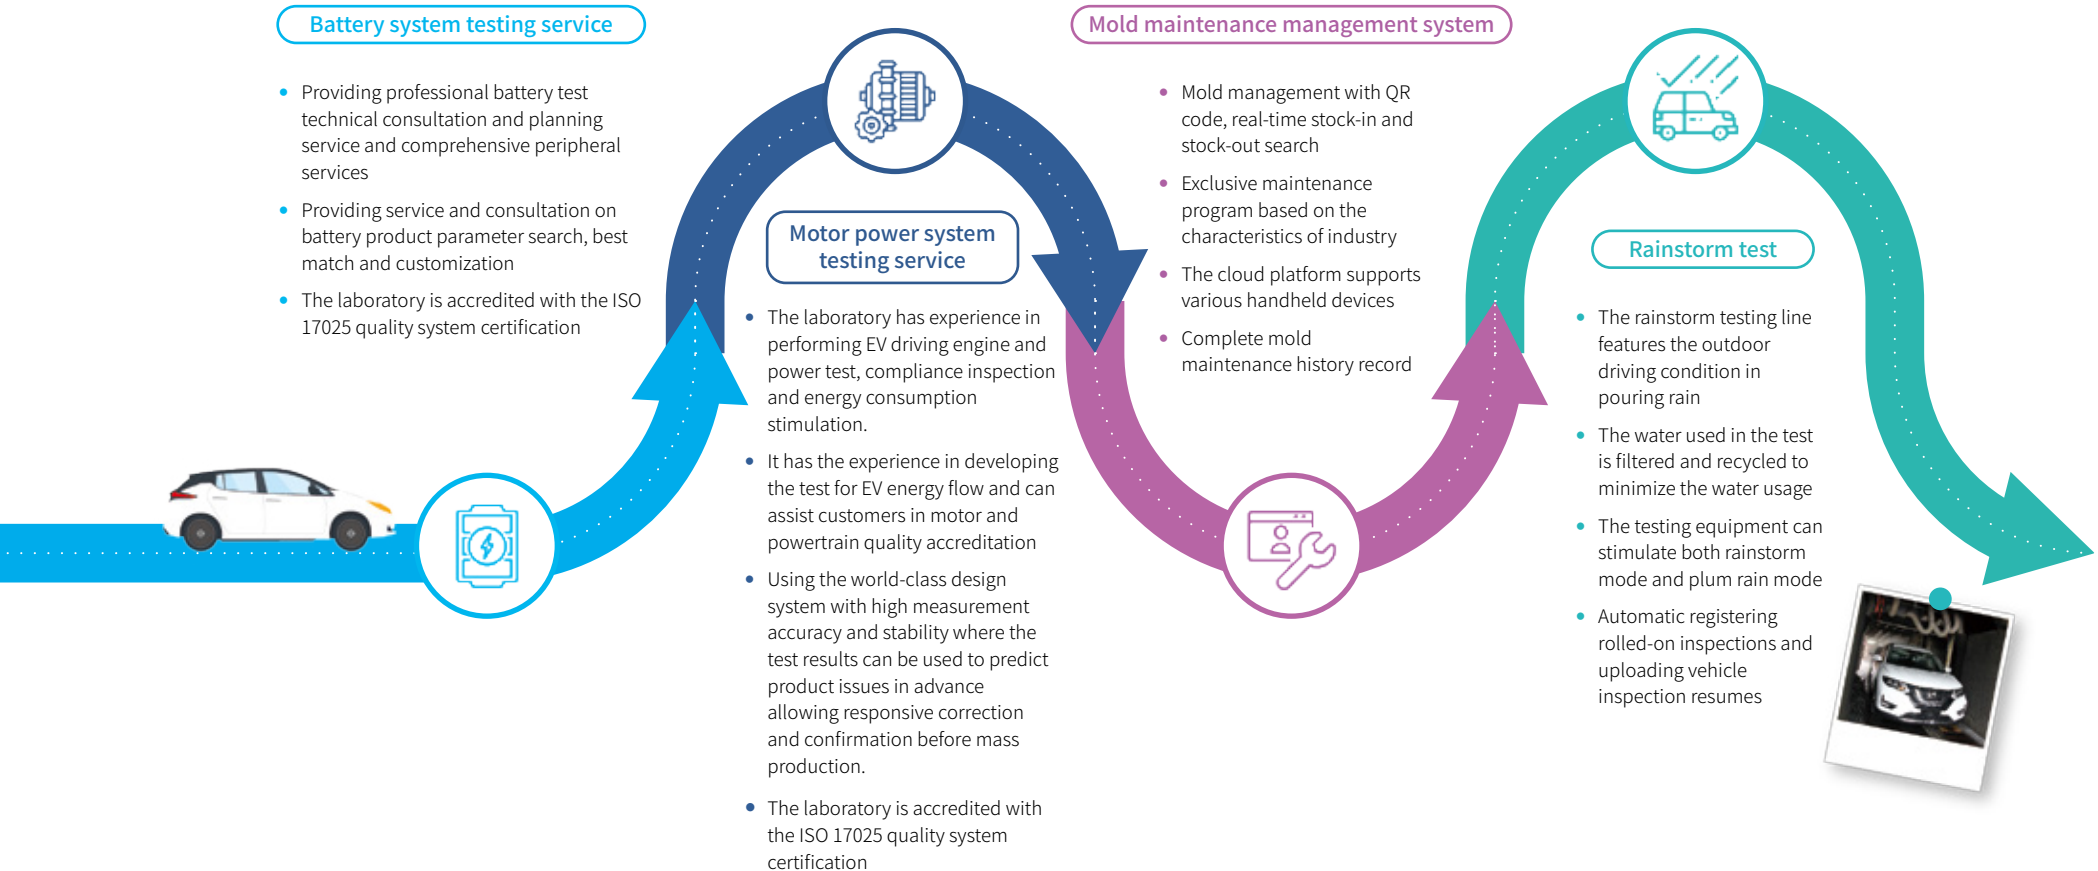 Battery system testing service
Providing professional battery test
technical consultation and planning
service and comprehensive peripheral
services
Providing service and consultation on
battery product parameter search, best
match and customization
The laboratory is accredited with the ISO
17025 quality system certification
Motor power system
testing service
The laboratory has experience in
performing EV driving engine and
power test, compliance inspection
and energy consumption
stimulation.
It has the experience in developing
the test for EV energy flow and can
assist customers in motor and
powertrain quality accreditation
Using the world-class design
system with high measurement
accuracy and stability where the
test results can be used to predict
product issues in advance
allowing responsive correction
and confirmation before mass
production.
The laboratory is accredited with
the ISO 17025 quality system
certification
Mold maintenance management system
Mold management with QR
code, real-time stock-in and
stock-out search
Exclusive maintenance
program based on the
characteristics of industry
The cloud platform supports
various handheld devices
Complete mold
maintenance history record
Rainstorm test
The rainstorm testing line
features the outdoor
driving condition in
pouring rain
The water used in the test
is filtered and recycled to
minimize the water usage
The testing equipment can
stimulate both rainstorm
mode and plum rain mode
Automatic registering
rolled-on inspections and
uploading vehicle
inspection resumes